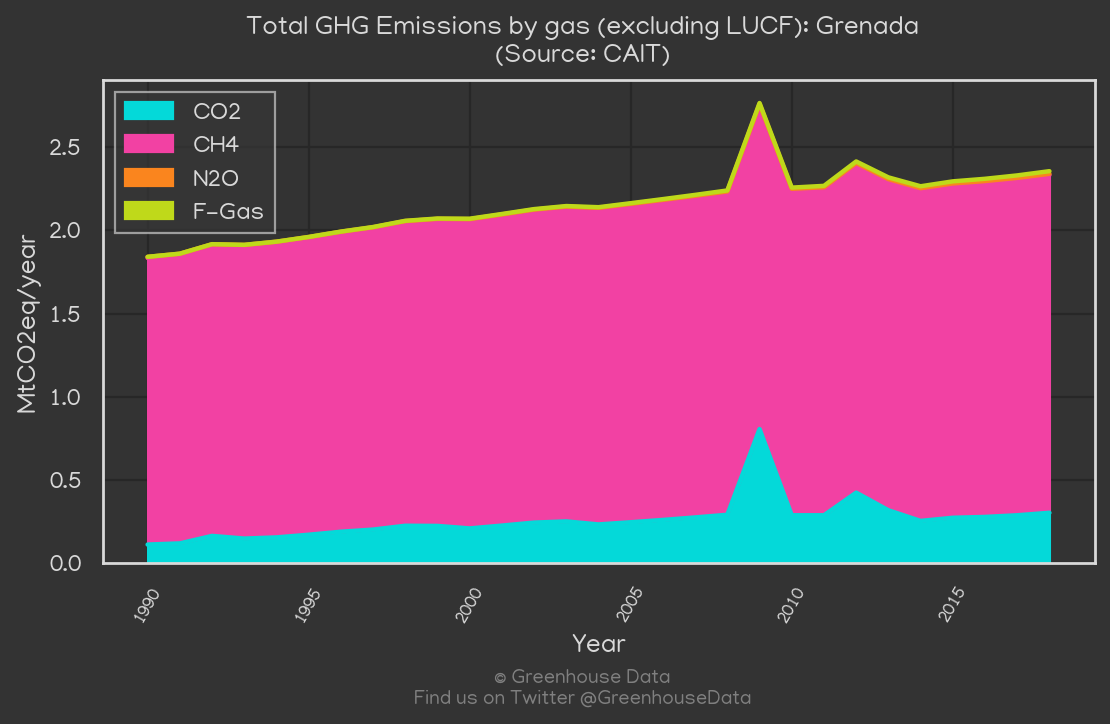 Total GHG Emissions by gas (excluding LUCF): Grenada
(Source: CAIT)
CO2
CH4
N2O
F-Gas
MtCO2eq/year
2.5
2.0
1.5
1.0
0.5
0.0
1990
1995
2000
2005
2010
2015
Year
© Greenhouse Data
Find us on Twitter @GreenhouseData